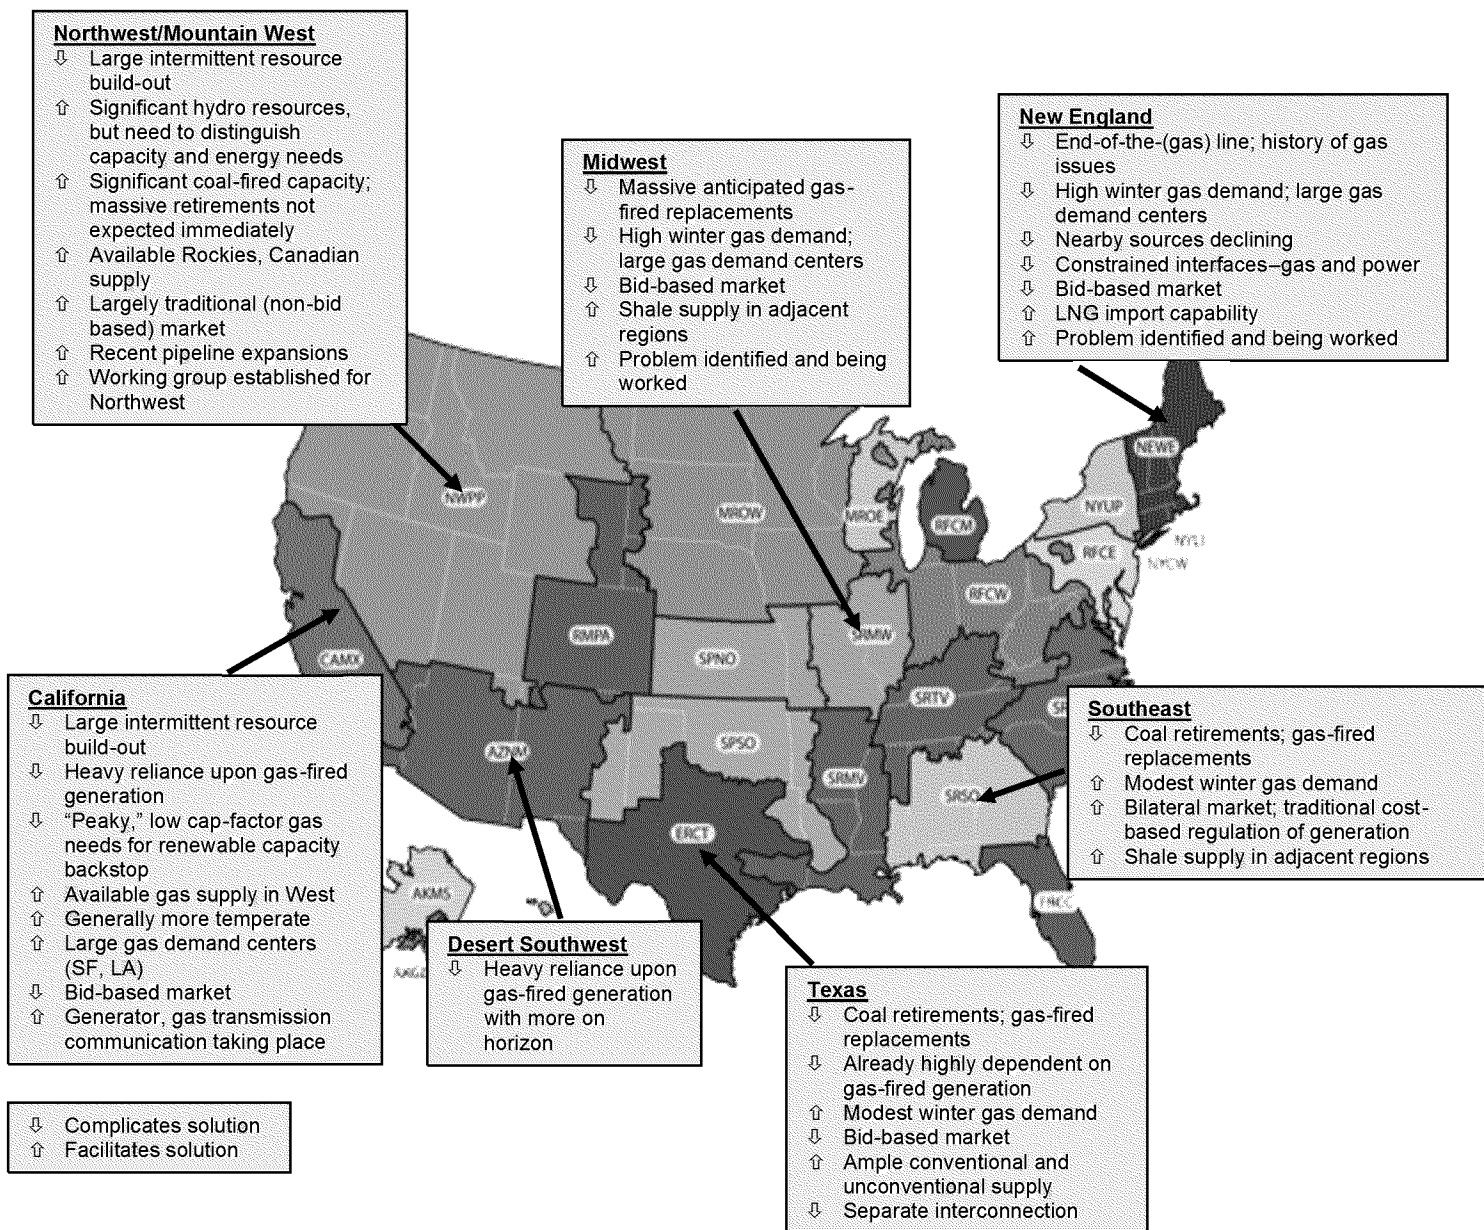 Northwest/Mountain West
⇩ Large intermittent resource
build-out
⇧ Significant hydro resources,
but need to distinguish
capacity and energy needs
⇧ Significant coal-fired capacity;
massive retirements not
expected immediately
⇧ Available Rockies, Canadian
supply
⇧ Largely traditional (non-bid
based) market
⇧ Recent pipeline expansions
⇧ Working group established for
Northwest
Midwest
⇩ Massive anticipated gas-
fired replacements
⇩ High winter gas demand;
large gas demand centers
⇩ Bid-based market
⇧ Shale supply in adjacent
regions
⇧ Problem identified and being
worked
New England
⇩ End-of-the-(gas) line; history of gas
issues
⇩ High winter gas demand; large gas
demand centers
⇩ Nearby sources declining
⇩ Constrained interfaces–gas and power
⇩ Bid-based market
⇧ LNG import capability
⇧ Problem identified and being worked
NWPP
MROW
MROE
RFCM
NEWE
NYUP
NYLI
RFCE
NYCW
RFCW
RMPA
SPNO
SRMW
CAMX
SRTV
AZNM
SPSO
SRMV
SRSO
ERCT
AKMS
FRCC
California
⇩ Large intermittent resource
build-out
⇩ Heavy reliance upon gas-fired
generation
⇩ “Peaky,” low cap-factor gas
needs for renewable capacity
backstop
⇧ Available gas supply in West
⇧ Generally more temperate
⇧ Large gas demand centers
(SF, LA)
⇩ Bid-based market
⇧ Generator, gas transmission
communication taking place
Southeast
⇩ Coal retirements; gas-fired
replacements
⇧ Modest winter gas demand
⇧ Bilateral market; traditional cost-
based regulation of generation
⇧ Shale supply in adjacent regions
Desert Southwest
⇩ Heavy reliance upon
gas-fired generation
with more on
horizon
Texas
⇩ Coal retirements; gas-fired
replacements
⇩ Already highly dependent on
gas-fired generation
⇧ Modest winter gas demand
⇩ Bid-based market
⇧ Ample conventional and
unconventional supply
⇩ Separate interconnection
⇩ Complicates solution
⇧ Facilitates solution